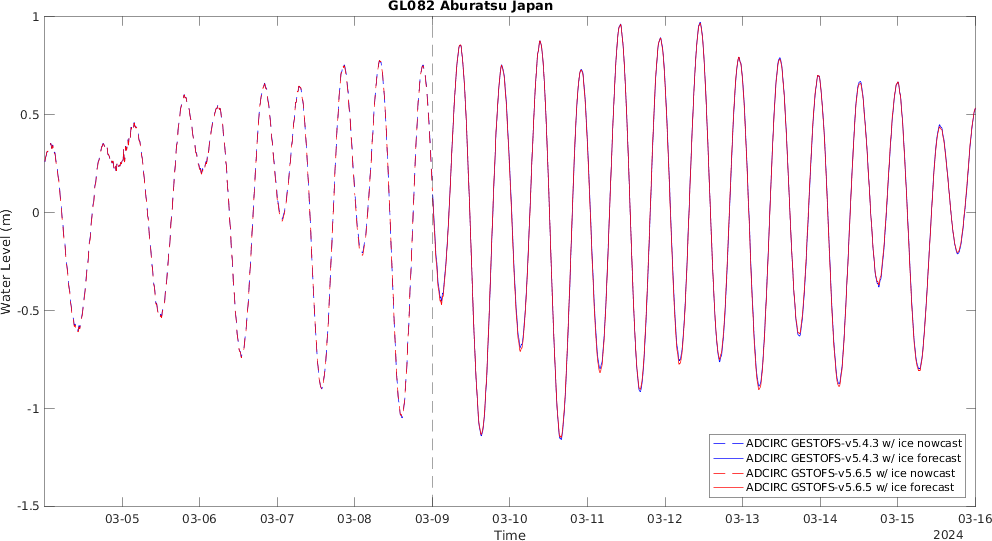 GL082 Aburatsu Japan
1
0.5
0
-0.5
-1
-1.5
Water Level (m)
ADCIRC GESTOFS-v5.4.3 w/ ice nowcast
ADCIRC GESTOFS-v5.4.3 w/ ice forecast
ADCIRC GSTOFS-v5.6.5 w/ ice nowcast
ADCIRC GSTOFS-v5.6.5 w/ ice forecast
03-05 03-06 03-07 03-08 03-09 03-10 03-11 03-12 03-13 03-14 03-15 03-16
Time
2024